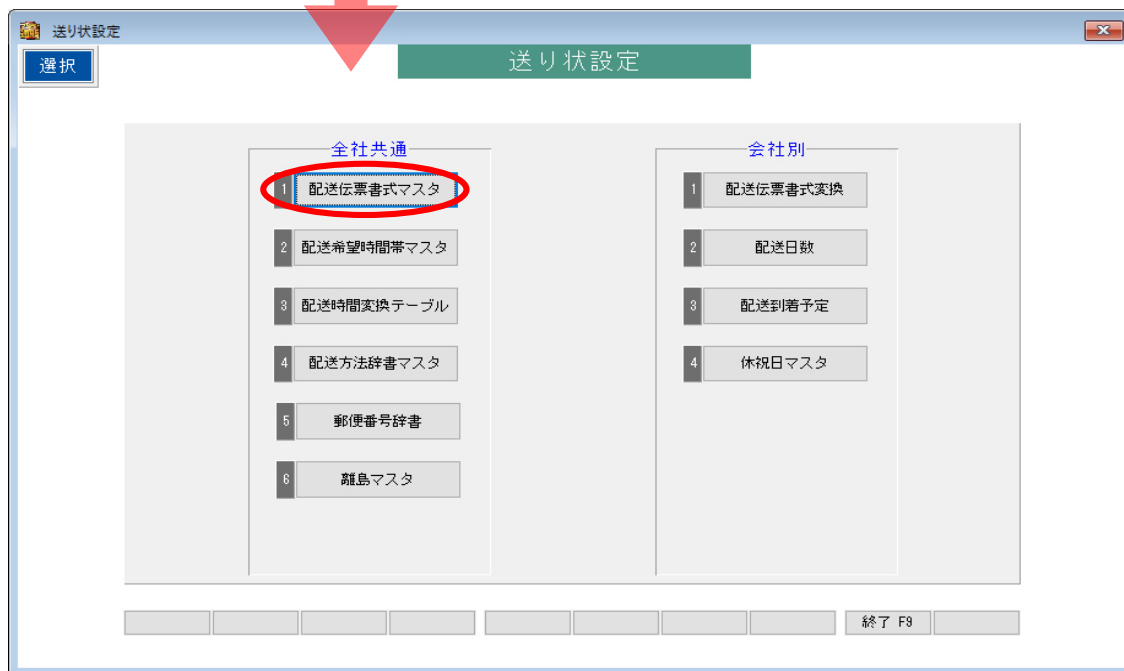 送り状設定
選択
送り状設定
全社共通
1 配送伝票書式マスタ
2 配送希望時間帯マスタ
3 配送時間変換テーブル
4 配送方法辞書マスタ
5 郵便番号辞書
6 離島マスタ
会社別
1 配送伝票書式変換
2 配送日数
3 配送到着予定
4 休祝日マスタ
終了 F9